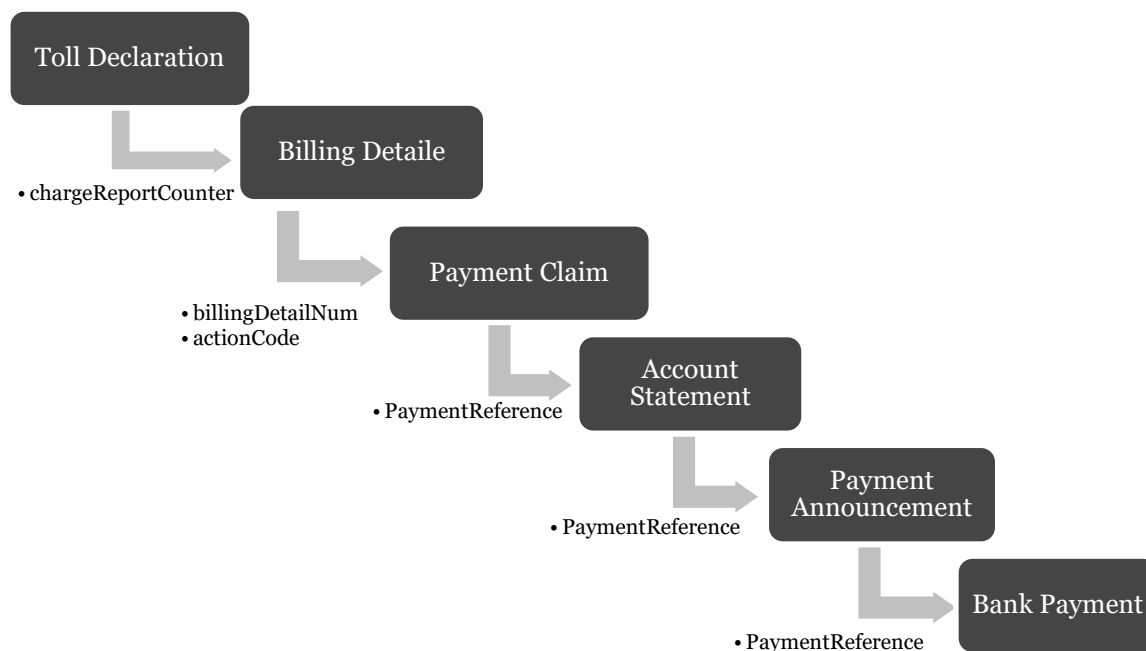 Toll Declaration
Billing Detaile
• chargeReportCounter
Payment Claim
• billingDetailNum
• actionCode
Account
Statement
• PaymentReference
Payment
Announcement
• PaymentReference
Bank Payment
• PaymentReference